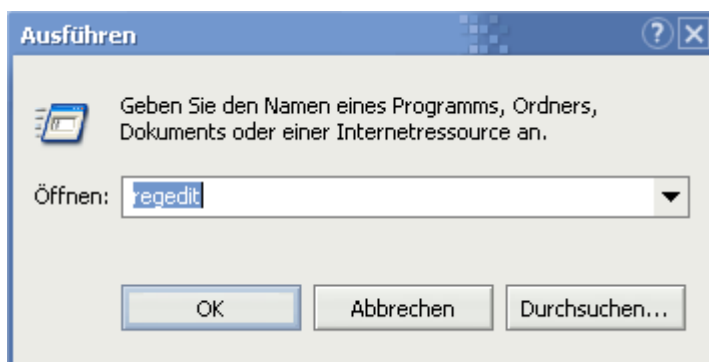 Ausführen
Geben Sie den Namen eines Programms, Ordners,
Dokuments oder einer Internetressource an.
Öffnen: regedit
OK Abbrechen Durchsuchen...